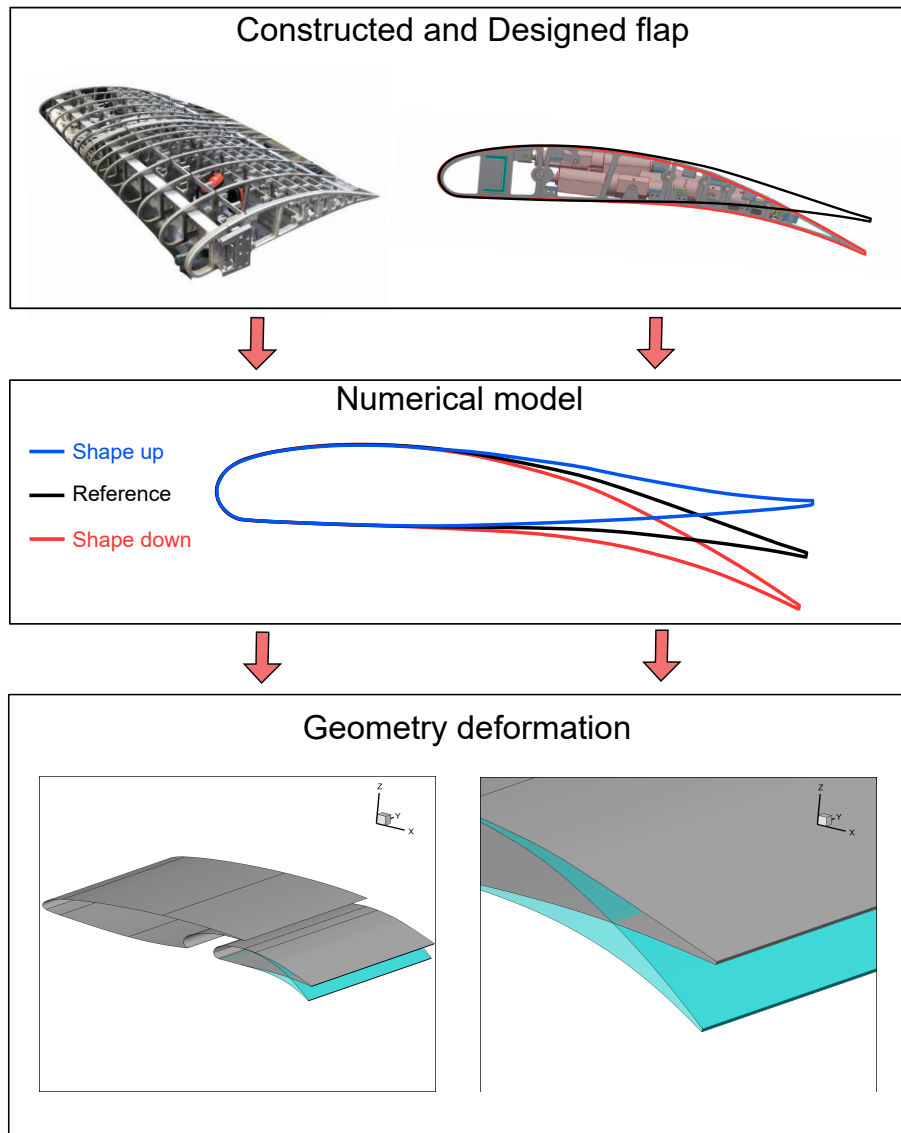 Constructed and Designed flap
Numerical model
Shape up
Reference
Shape down
Geometry deformation
Z
Y
X
Z
Y
X